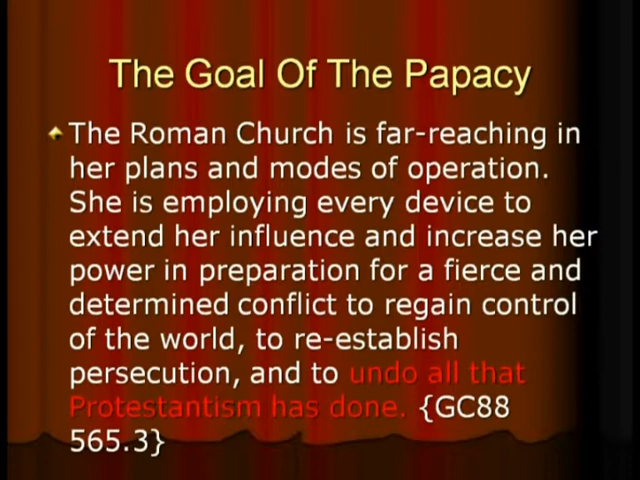 The Goal Of The Papacy
The Roman Church is far-reaching in
her plans and modes of operation.
She is employing every device to
extend her influence and increase her
power in preparation for a fierce and
determined conflict to regain control
of the world, to re-establish
persecution, and to undo all that
Protestantism has done. {GC88
565.3}